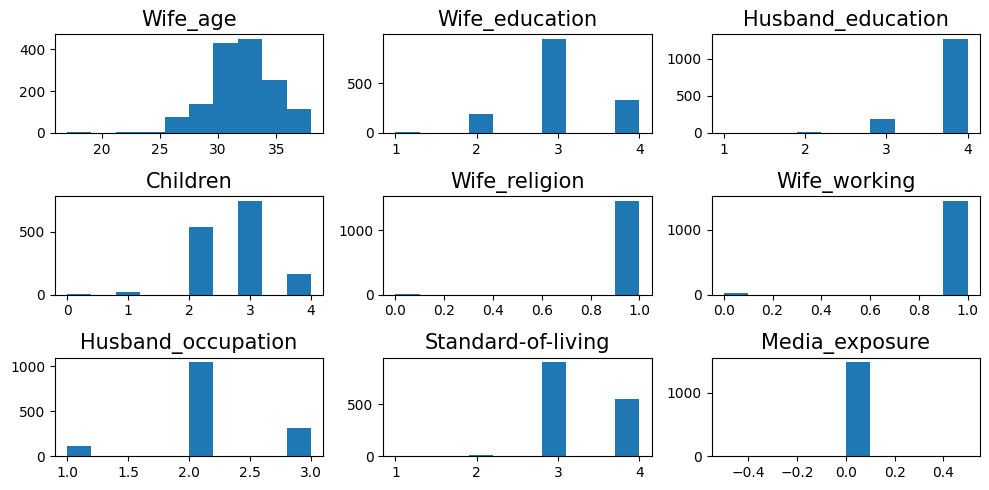 Wife_age
Wife_education
Husband_education
400
200
0
20 25 30 35
500
0
1 2 3 4
1000
500
0
1 2 3 4
Children
Wife_religion
Wife_working
500
0
0 1 2 3 4
1000
0
0.0 0.2 0.4 0.6 0.8 1.0
1000
0
0.0 0.2 0.4 0.6 0.8 1.0
Husband_occupation
Standard-of-living
Media_exposure
1000
500
0
1.0 1.5 2.0 2.5 3.0
500
0
1 2 3 4
1000
0
−0.4 −0.2 0.0 0.2 0.4